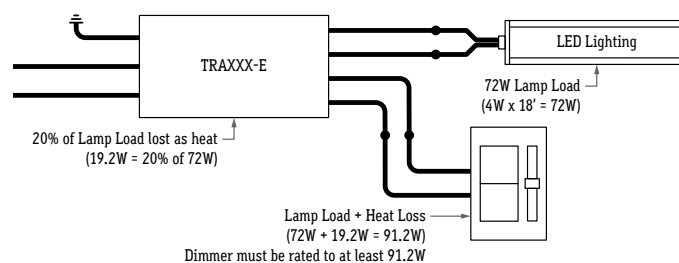 TRAXXX-E
LED Lighting
72W Lamp Load
(4W x 18' = 72W)
20% of Lamp Load lost as heat
(19.2W = 20% of 72W)
Lamp Load + Heat Loss
(72W + 19.2W = 91.2W)
Dimmer must be rated to at least 91.2W